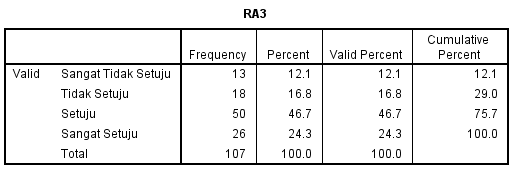 RA3
Frequency Percent Valid Percent Cumulative Percent
Valid Sangat Tidak Setuju 13 12.1 12.1 12.1
Tidak Setuju 18 16.8 16.8 29.0
Setuju 50 46.7 46.7 75.7
Sangat Setuju 26 24.3 24.3 100.0
Total 107 100.0 100.0